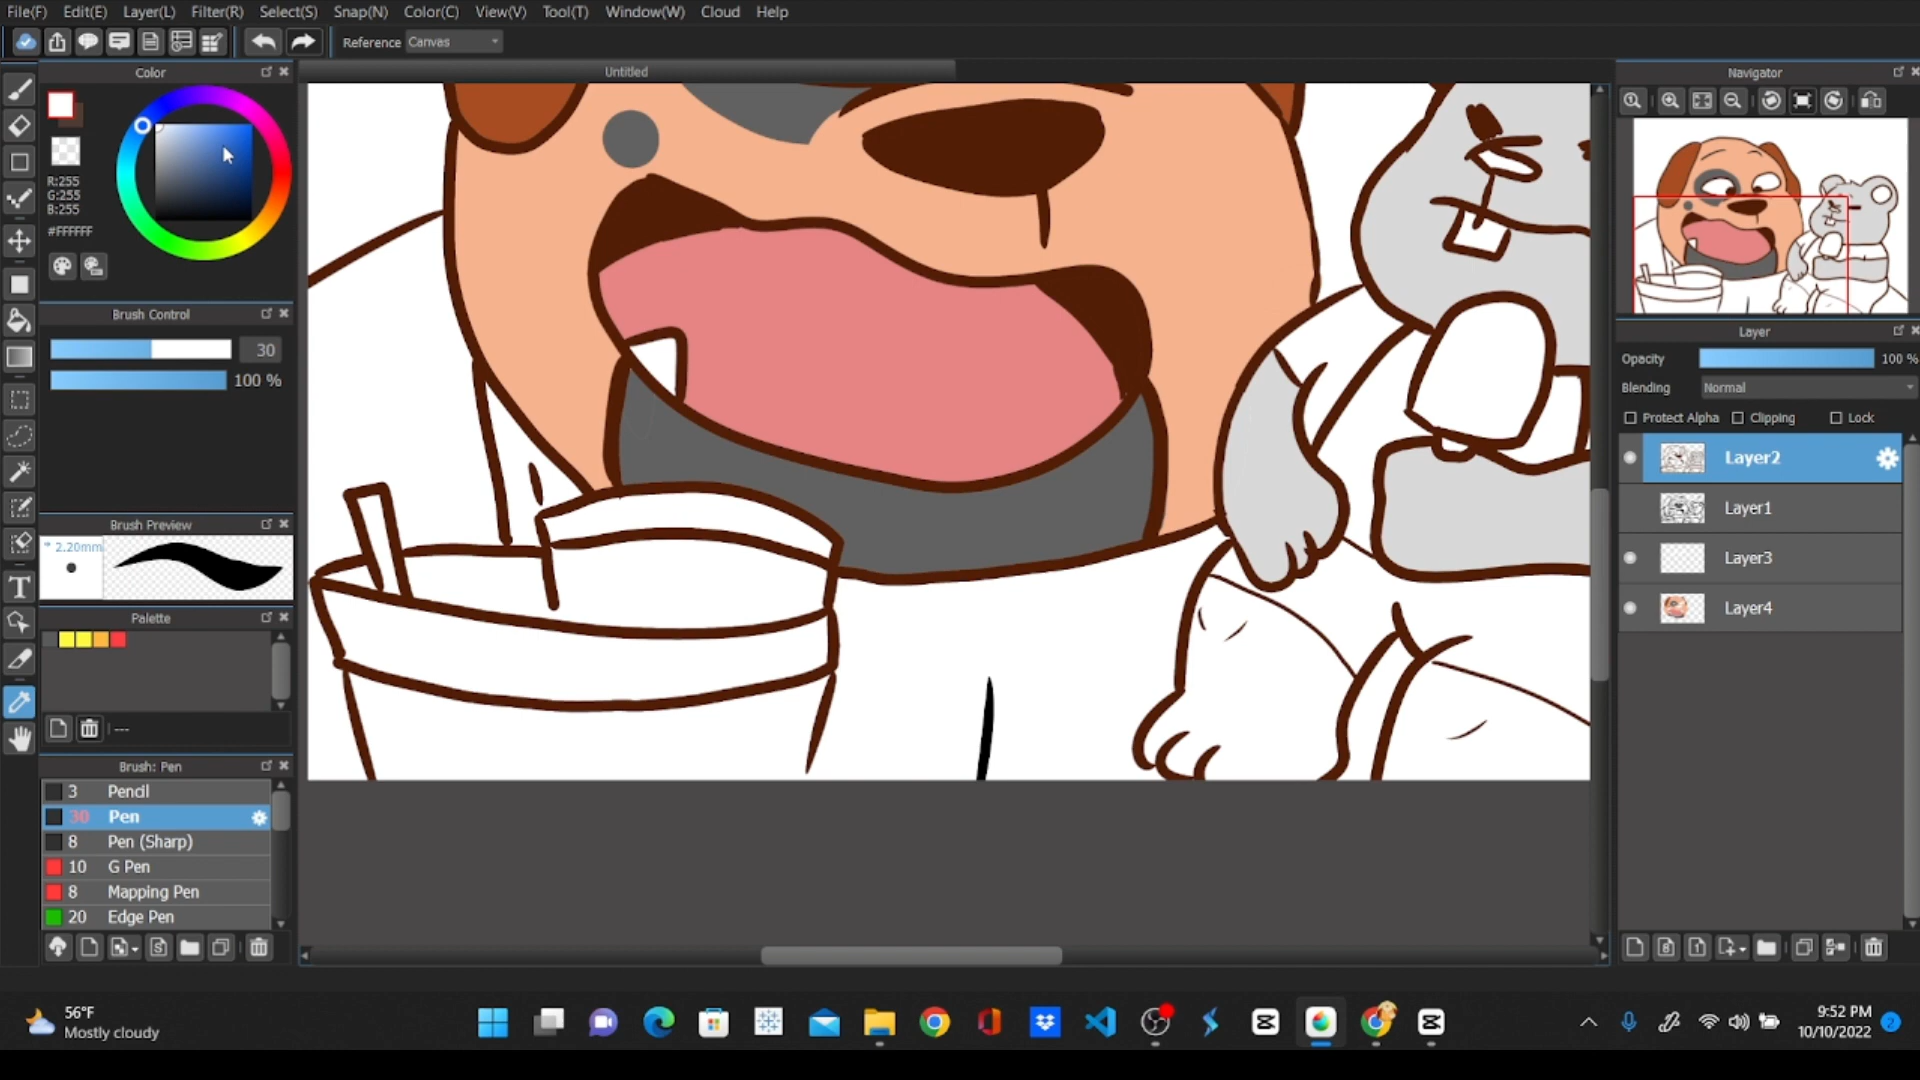 File(F) Edit(E) Layer(L) Filter(R) Select(S) Snap(N) Color(C) View(V) Tool(T) Window(W) Cloud Help
Reference Canvas
Color
Untitled
Navigator
R:255
G:255
B:255
#FFFFFF
Brush Control
30
100 %
Layer
Opacity 100 %
Blending Normal
Protect Alpha Clipping Lock
Layer2
Layer1
Layer3
Layer4
Brush Preview
2.20mm
Palette
---
Brush: Pen
3 Pencil
30 Pen
8 Pen (Sharp)
10 G Pen
8 Mapping Pen
20 Edge Pen
56°F
Mostly cloudy
9:52 PM
10/10/2022
2